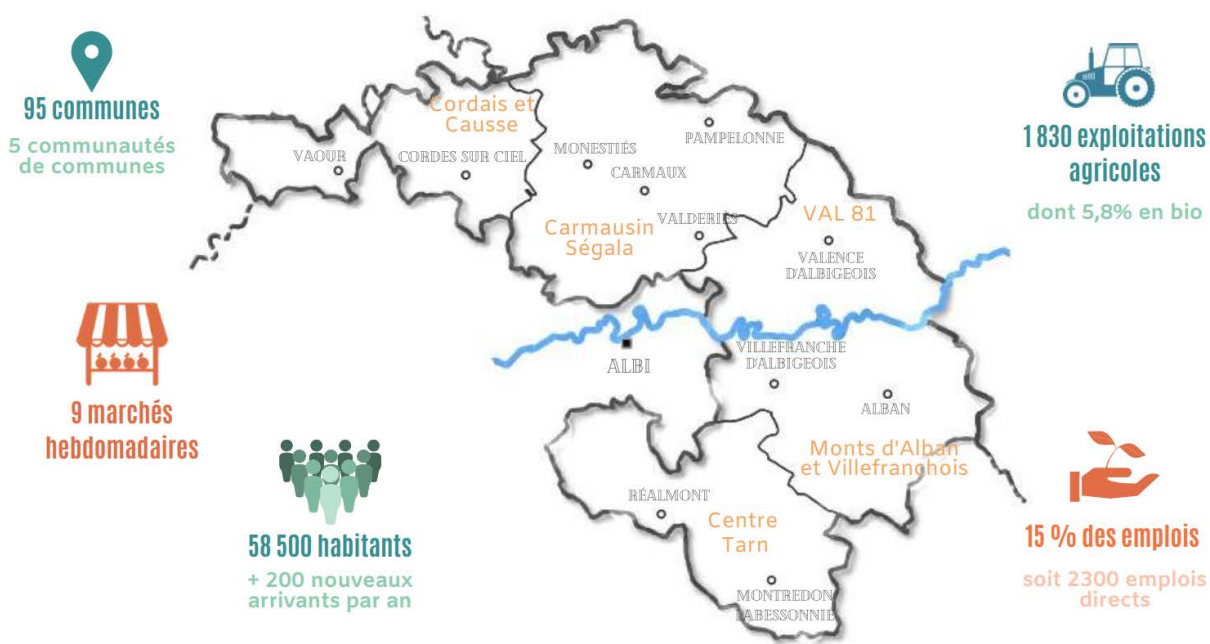 95 communes
5 communautés
de communes
9 marchés
hebdomadaires
58 500 habitants
+ 200 nouveaux
arrivants par an
Cordais et
Causse
VAOUR
CORDES SUR CIEL
MONESTIÉS
PAMPELONNE
CARMAUX
VALDERIÈS
Carmausin
Ségala
VAL 81
VALENCE
D'ALBIGEOIS
ALBI
VILLEFRANCHE
D'ALBIGEOIS
ALBAN
Monts d'Alban
et Villefranchois
RÉALMONT
Centre
Tarn
MONTREDON
LABESSONNIÉ
1 830 exploitations
agricoles
dont 5,8% en bio
15 % des emplois
soit 2300 emplois
directs